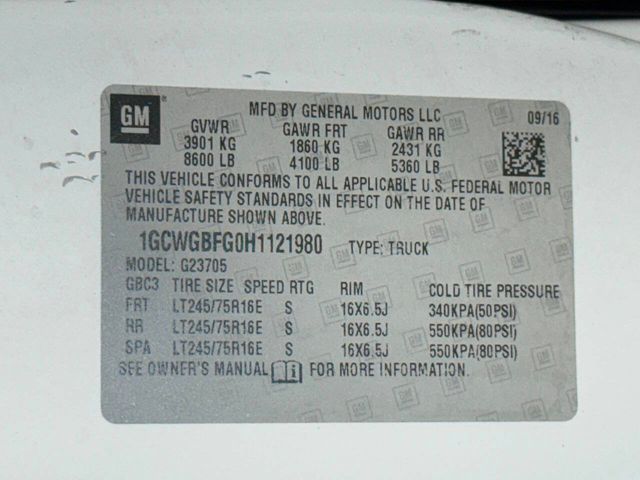 GM ®
MFD BY GENERAL MOTORS LLC 09/16
GVWR GAWR FRT GAWR RR
3901 KG 1860 KG 2431 KG
8600 LB 4100 LB 5360 LB
THIS VEHICLE CONFORMS TO ALL APPLICABLE U.S. FEDERAL MOTOR
VEHICLE SAFETY STANDARDS IN EFFECT ON THE DATE OF
MANUFACTURE SHOWN ABOVE.
1GCWGBFG0H1121980 TYPE: TRUCK
MODEL: G23705
GBC3 TIRE SIZE SPEED RTG RIM COLD TIRE PRESSURE
FRT LT245/75R16E S 16X6.5J 340KPA(50PSI)
RR LT245/75R16E S 16X6.5J 550KPA(80PSI)
SPA LT245/75R16E S 16X6.5J 550KPA(80PSI)
SEE OWNER'S MANUAL i FOR MORE INFORMATION.